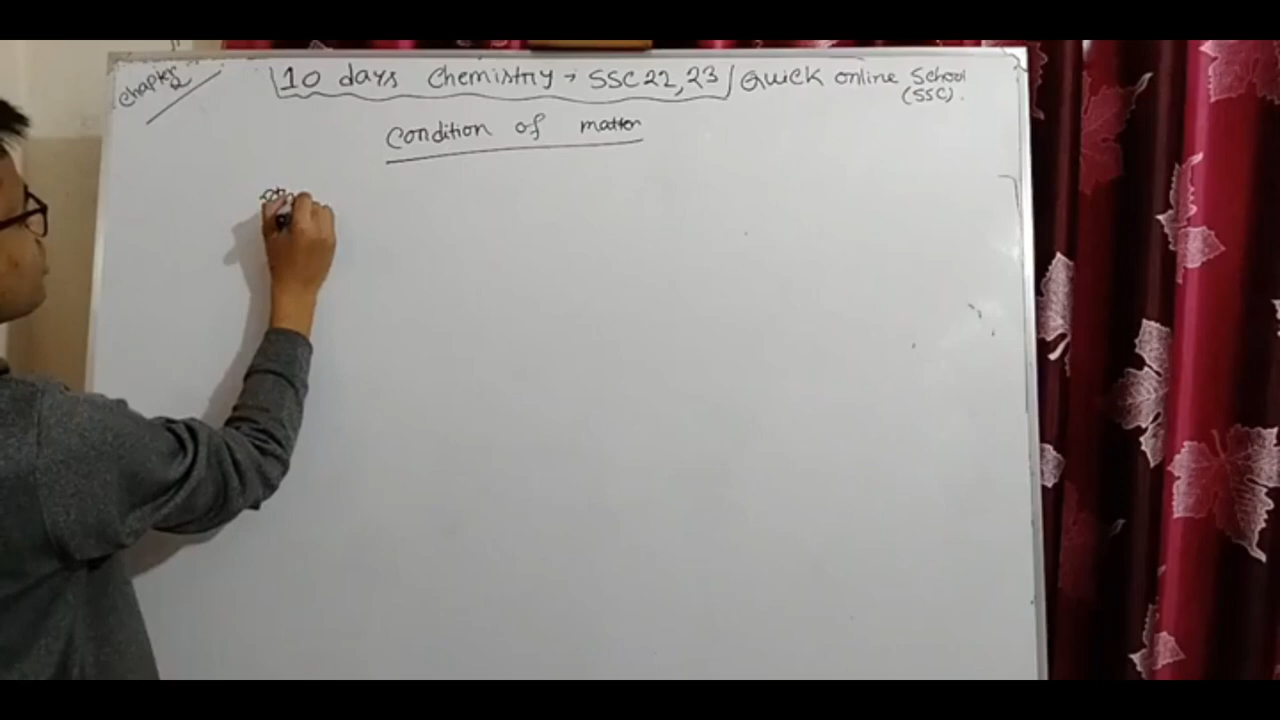 Chapter 2
10 days Chemistry → SSC 22, 23 / Quick online School
(SSC).
Condition of matter